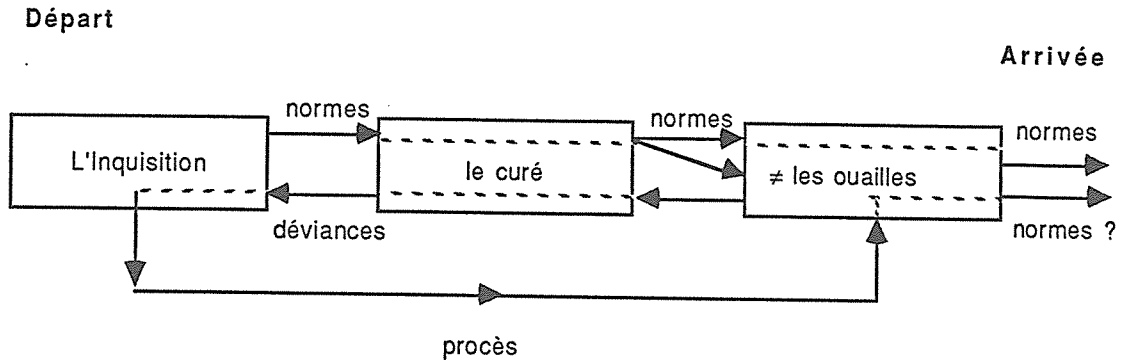 Départ
Arrivée
normes
normes
normes
L'Inquisition
le curé
≠ les ouailles
déviances
normes ?
procès